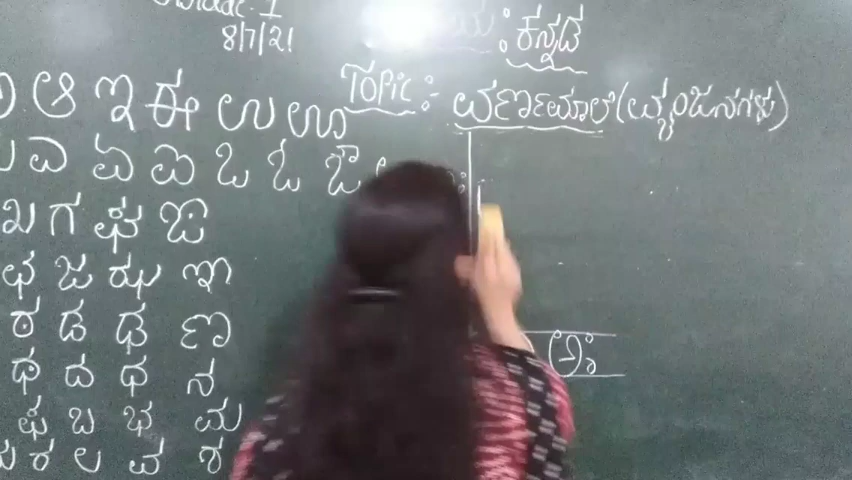 8/7/21
: ಕನ್ನಡ
Topic :- ವರ್ಣಮಾಲೆ (ವ್ಯಂಜನಗಳು)
ಆ ಇ ಈ ಉ ಊ
ಎ ಏ ಐ ಒ ಓ ಔ
ಖ ಗ ಘ ಙ
ಛ ಜ ಝ ಞ
ಠ ಡ ಢ ಣ
ಥ ದ ಧ ನ
ಫ ಬ ಭ ಮ
ರ ಲ ವ ಶ